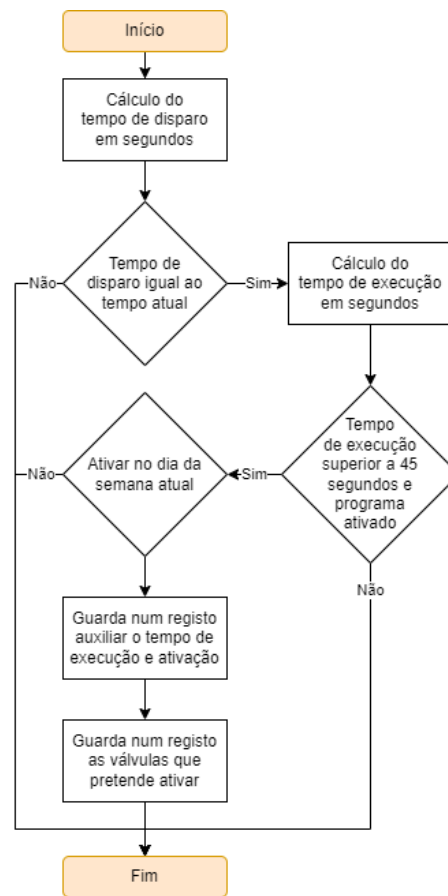 Início
Cálculo do
tempo de disparo
em segundos
Tempo de
disparo igual ao
tempo atual
Não
Sim
Cálculo do
tempo de execução
em segundos
Tempo
de execução
superior a 45
segundos e
programa
ativado
Sim
Não
Ativar no dia da
semana atual
Não
Guarda num registo
auxiliar o tempo de
execução e ativação
Guarda num registo
as válvulas que
pretende ativar
Fim